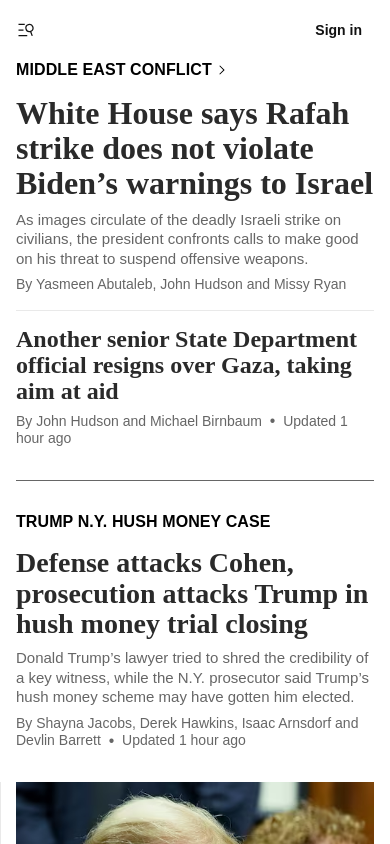 Sign in
MIDDLE EAST CONFLICT
White House says Rafah
strike does not violate
Biden’s warnings to Israel
As images circulate of the deadly Israeli strike on
civilians, the president confronts calls to make good
on his threat to suspend offensive weapons.
By Yasmeen Abutaleb, John Hudson and Missy Ryan
Another senior State Department
official resigns over Gaza, taking
aim at aid
By John Hudson and Michael Birnbaum • Updated 1
hour ago
TRUMP N.Y. HUSH MONEY CASE
Defense attacks Cohen,
prosecution attacks Trump in
hush money trial closing
Donald Trump’s lawyer tried to shred the credibility of
a key witness, while the N.Y. prosecutor said Trump’s
hush money scheme may have gotten him elected.
By Shayna Jacobs, Derek Hawkins, Isaac Arnsdorf and
Devlin Barrett • Updated 1 hour ago